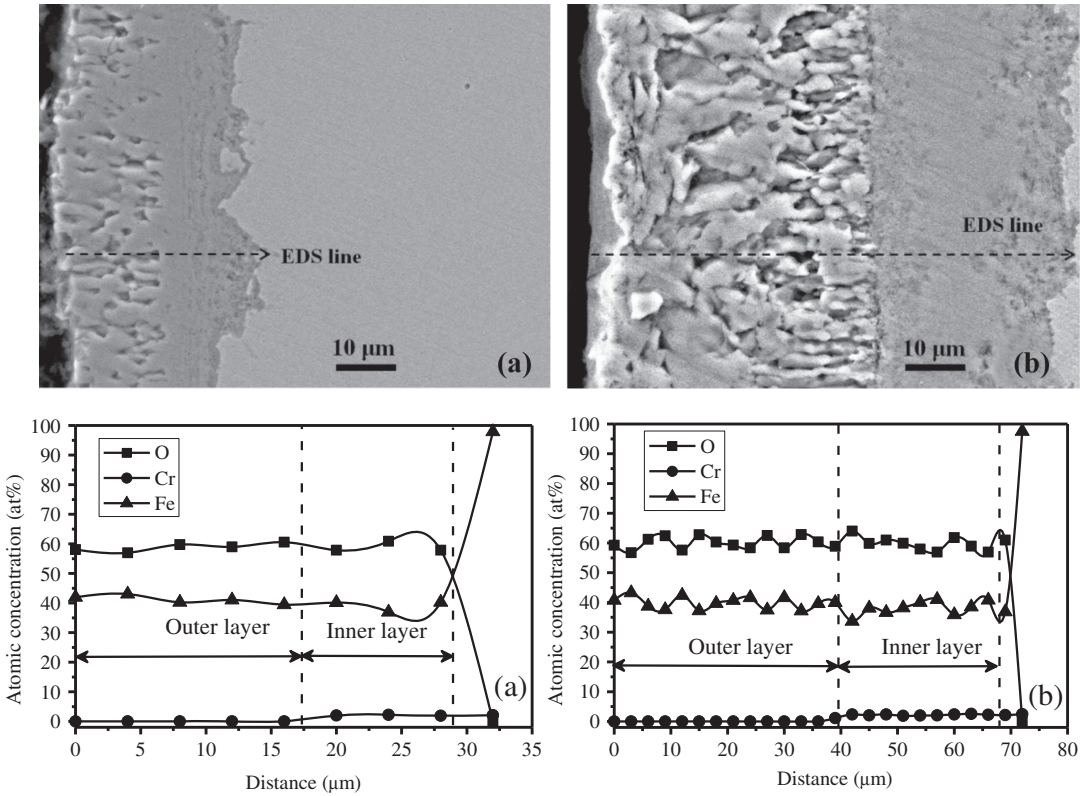 EDS line
10 μm
(a)
EDS line
10 μm
(b)
100
90
80
70
60
50
40
30
20
10
0
Atomic concentration (at%)
O
Cr
Fe
Outer layer
Inner layer
(a)
0 5 10 15 20 25 30 35
Distance (μm)
100
90
80
70
60
50
40
30
20
10
0
Atomic concentration (at%)
O
Cr
Fe
Outer layer
Inner layer
(b)
0 10 20 30 40 50 60 70 80
Distance (μm)